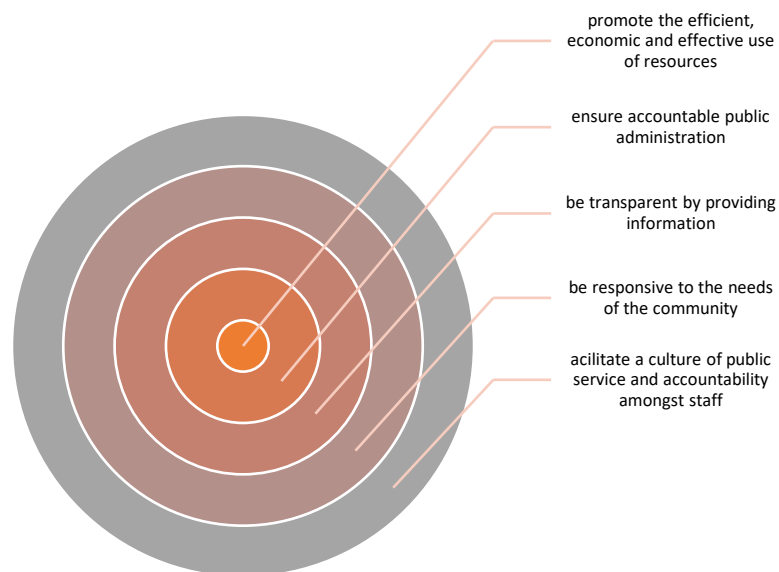 promote the efficient,
economic and effective use
of resources
ensure accountable public
administration
be transparent by providing
information
be responsive to the needs
of the community
acilitate a culture of public
service and accountability
amongst staff